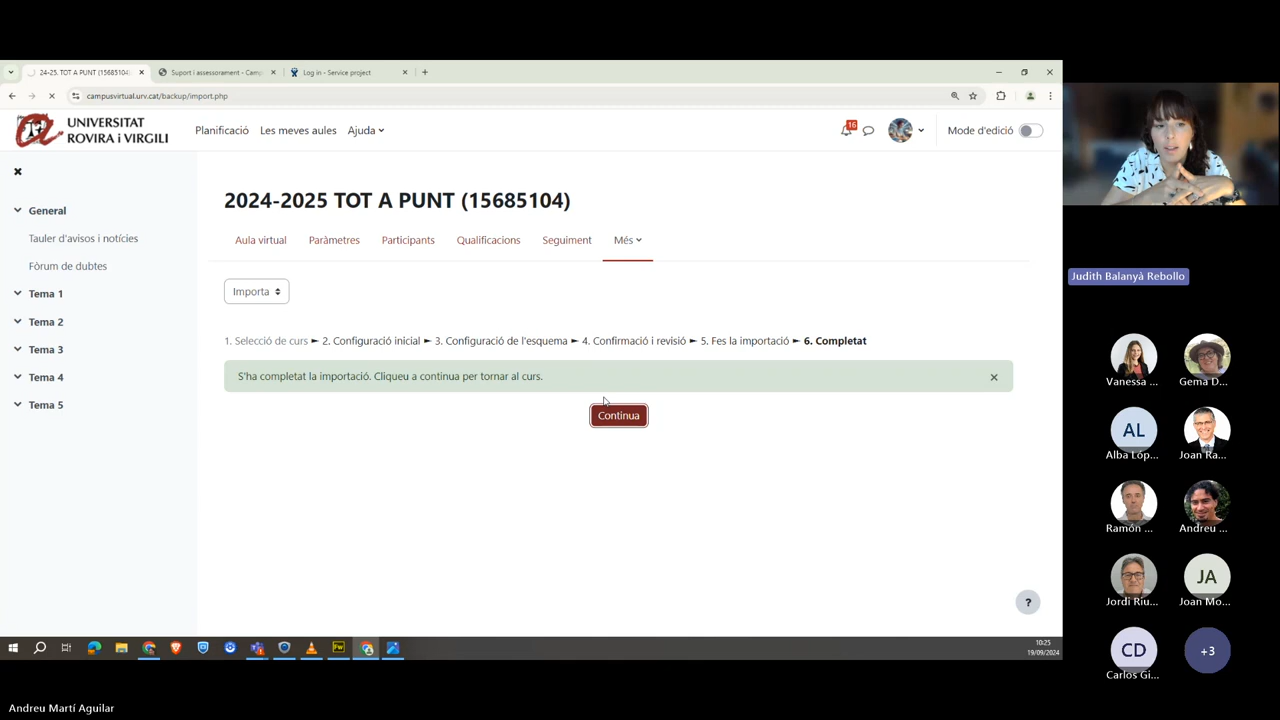 24-25. TOT A PUNT (15685104)
Suport i assessorament - Camp
Log in - Service project
campusvirtual.urv.cat/backup/import.php
UNIVERSITAT
ROVIRA i VIRGILI
Planificació
Les meves aules
Ajuda
16
Mode d'edició
General
Tauler d'avisos i notícies
Fòrum de dubtes
Tema 1
Tema 2
Tema 3
Tema 4
Tema 5
2024-2025 TOT A PUNT (15685104)
Aula virtual Paràmetres Participants Qualificacions Seguiment Més
Importa
1. Selecció de curs ► 2. Configuració inicial ► 3. Configuració de l'esquema ► 4. Confirmació i revisió ► 5. Fes la importació ► 6. Completat
S'ha completat la importació. Cliqueu a continua per tornar al curs.
Continua
?
Fw
10:25
19/09/2024
Judith Balanyà Rebollo
Vanessa ...
Gema D...
AL
Alba Lóp...
Joan Ra...
Ramón ...
Andreu ...
Jordi Riu...
JA
Joan Mo...
CD
Carlos Gi...
+3
Andreu Martí Aguilar